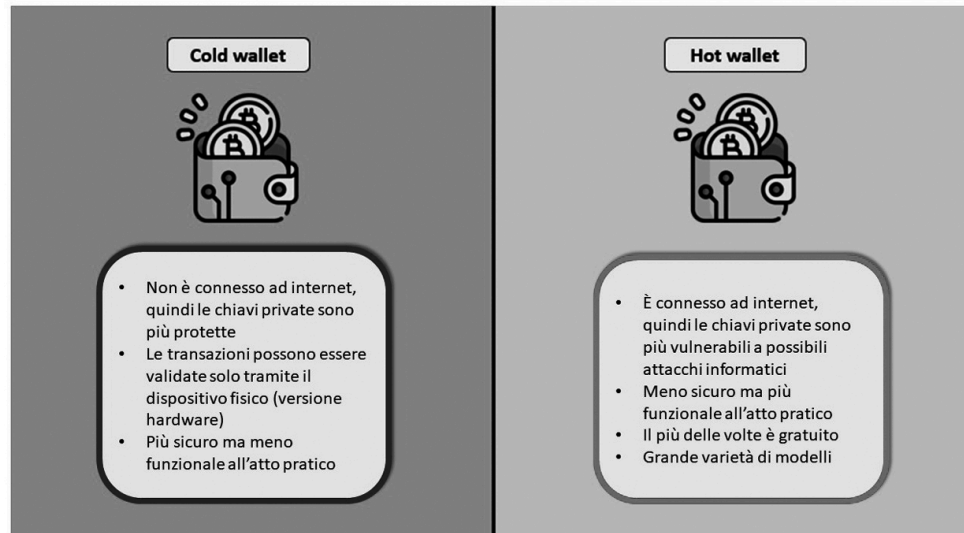 Cold wallet
• Non è connesso ad internet,
quindi le chiavi private sono
più protette
• Le transazioni possono essere
validate solo tramite il
dispositivo fisico (versione
hardware)
• Più sicuro ma meno
funzionale all’atto pratico
Hot wallet
• È connesso ad internet,
quindi le chiavi private sono
più vulnerabili a possibili
attacchi informatici
• Meno sicuro ma più
funzionale all’atto pratico
• Il più delle volte è gratuito
• Grande varietà di modelli